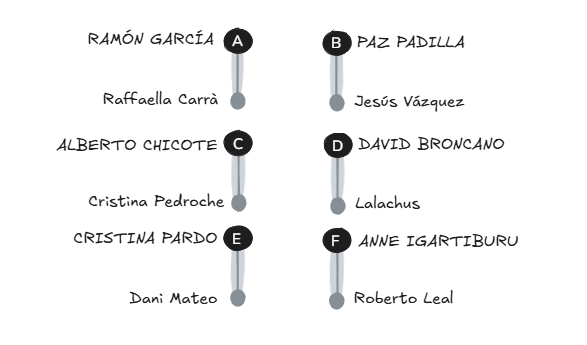 RAMÓN GARCÍA A
Raffaella Carrà
B PAZ PADILLA
Jesús Vázquez
ALBERTO CHICOTE C
Cristina Pedroche
D DAVID BRONCANO
Lalachus
CRISTINA PARDO E
Dani Mateo
F ANNE IGARTIBURU
Roberto Leal